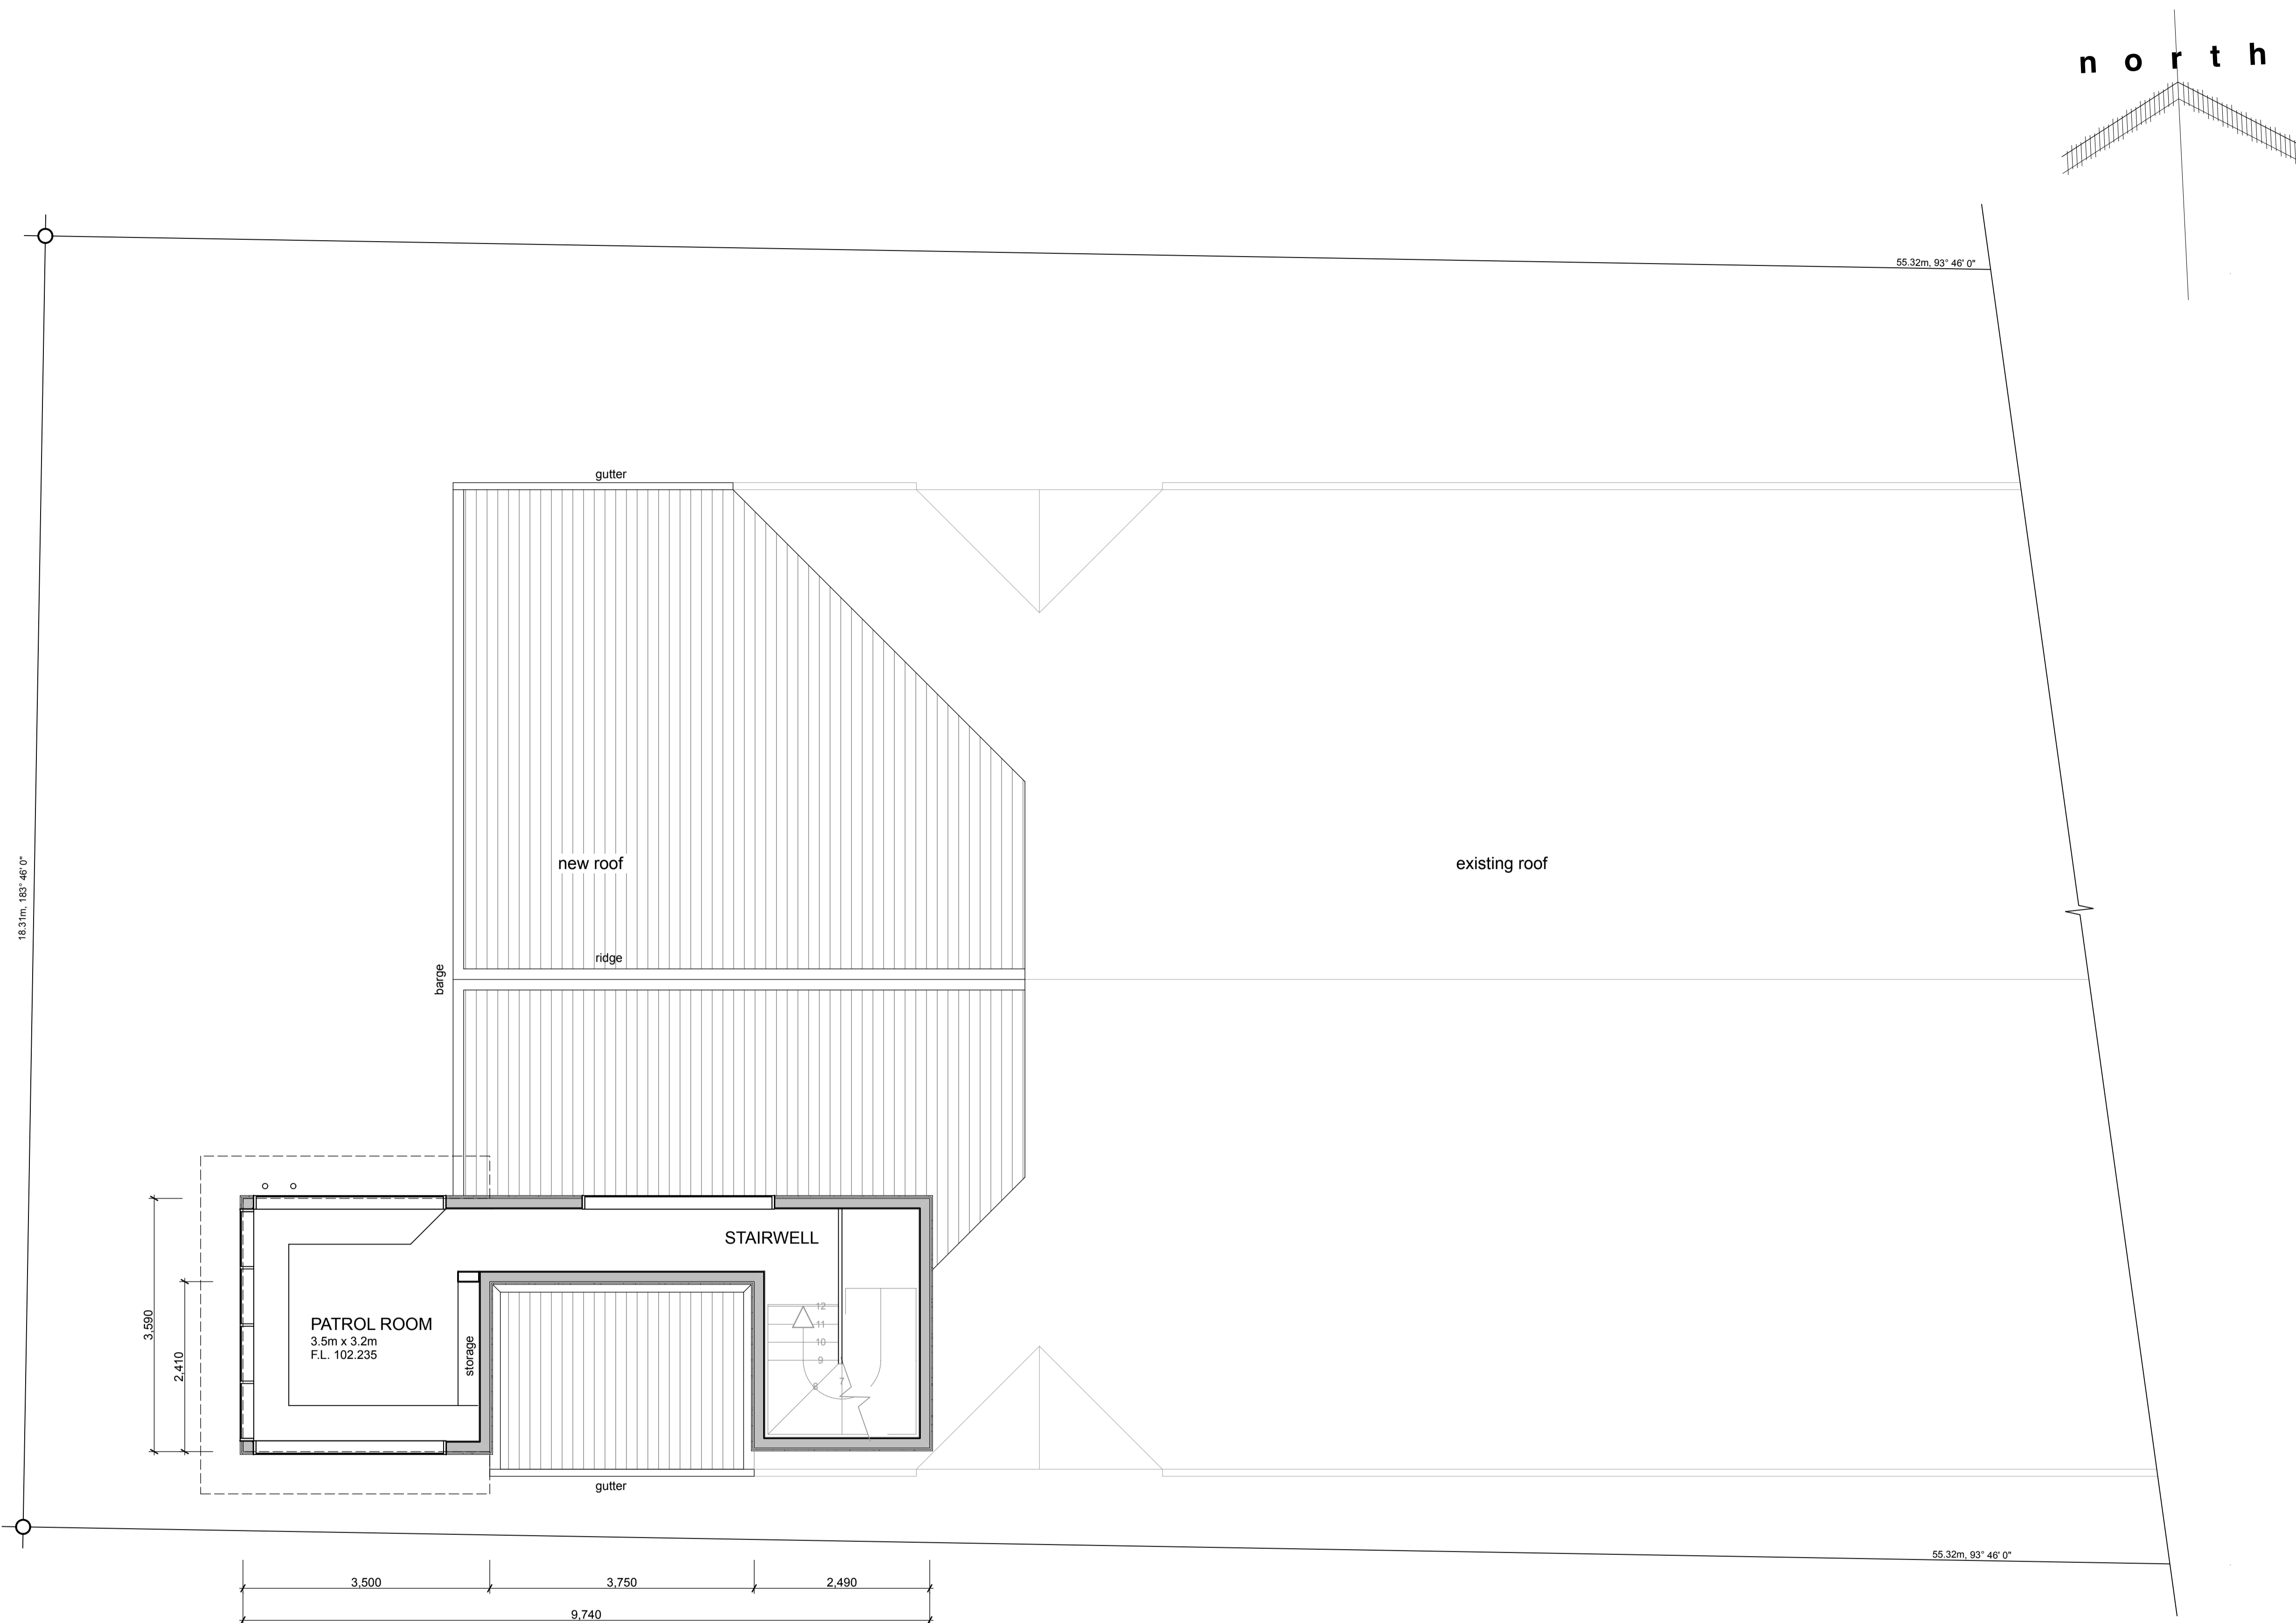 n o r t h
55.32m, 93° 46' 0"
gutter
new roof
existing roof
18.31m, 183° 46' 0"
ridge
barge
STAIRWELL
3,590
2,410
PATROL ROOM
3.5m x 3.2m
F.L. 102.235
storage
12
11
10
9
8
7
gutter
55.32m, 93° 46' 0"
3,500
3,750
2,490
9,740